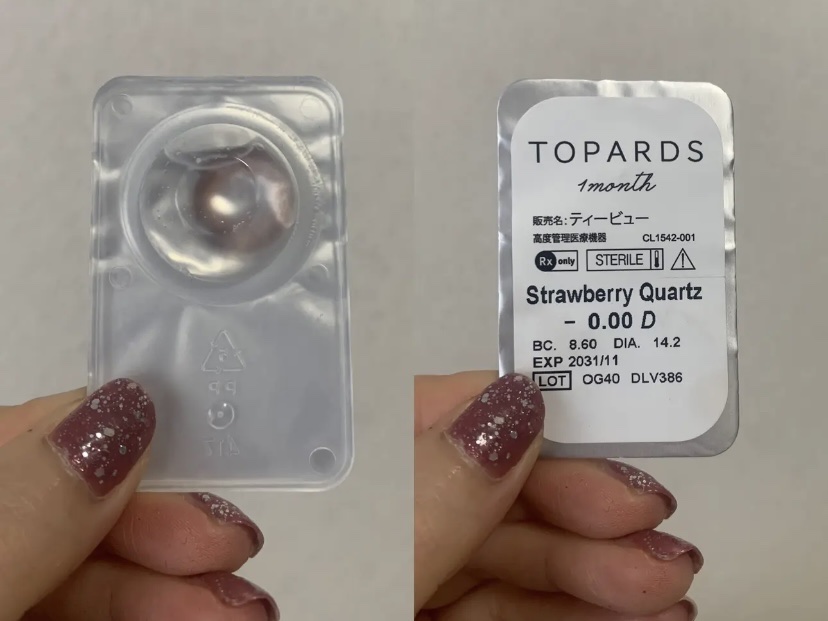 TOPARDS
1month
販売名:ティービュー
高度管理医療機器 CL1542-001
Rx only STERILE
Strawberry Quartz
- 0.00 D
BC. 8.60 DIA. 14.2
EXP 2031/11
LOT OG40 DLV386